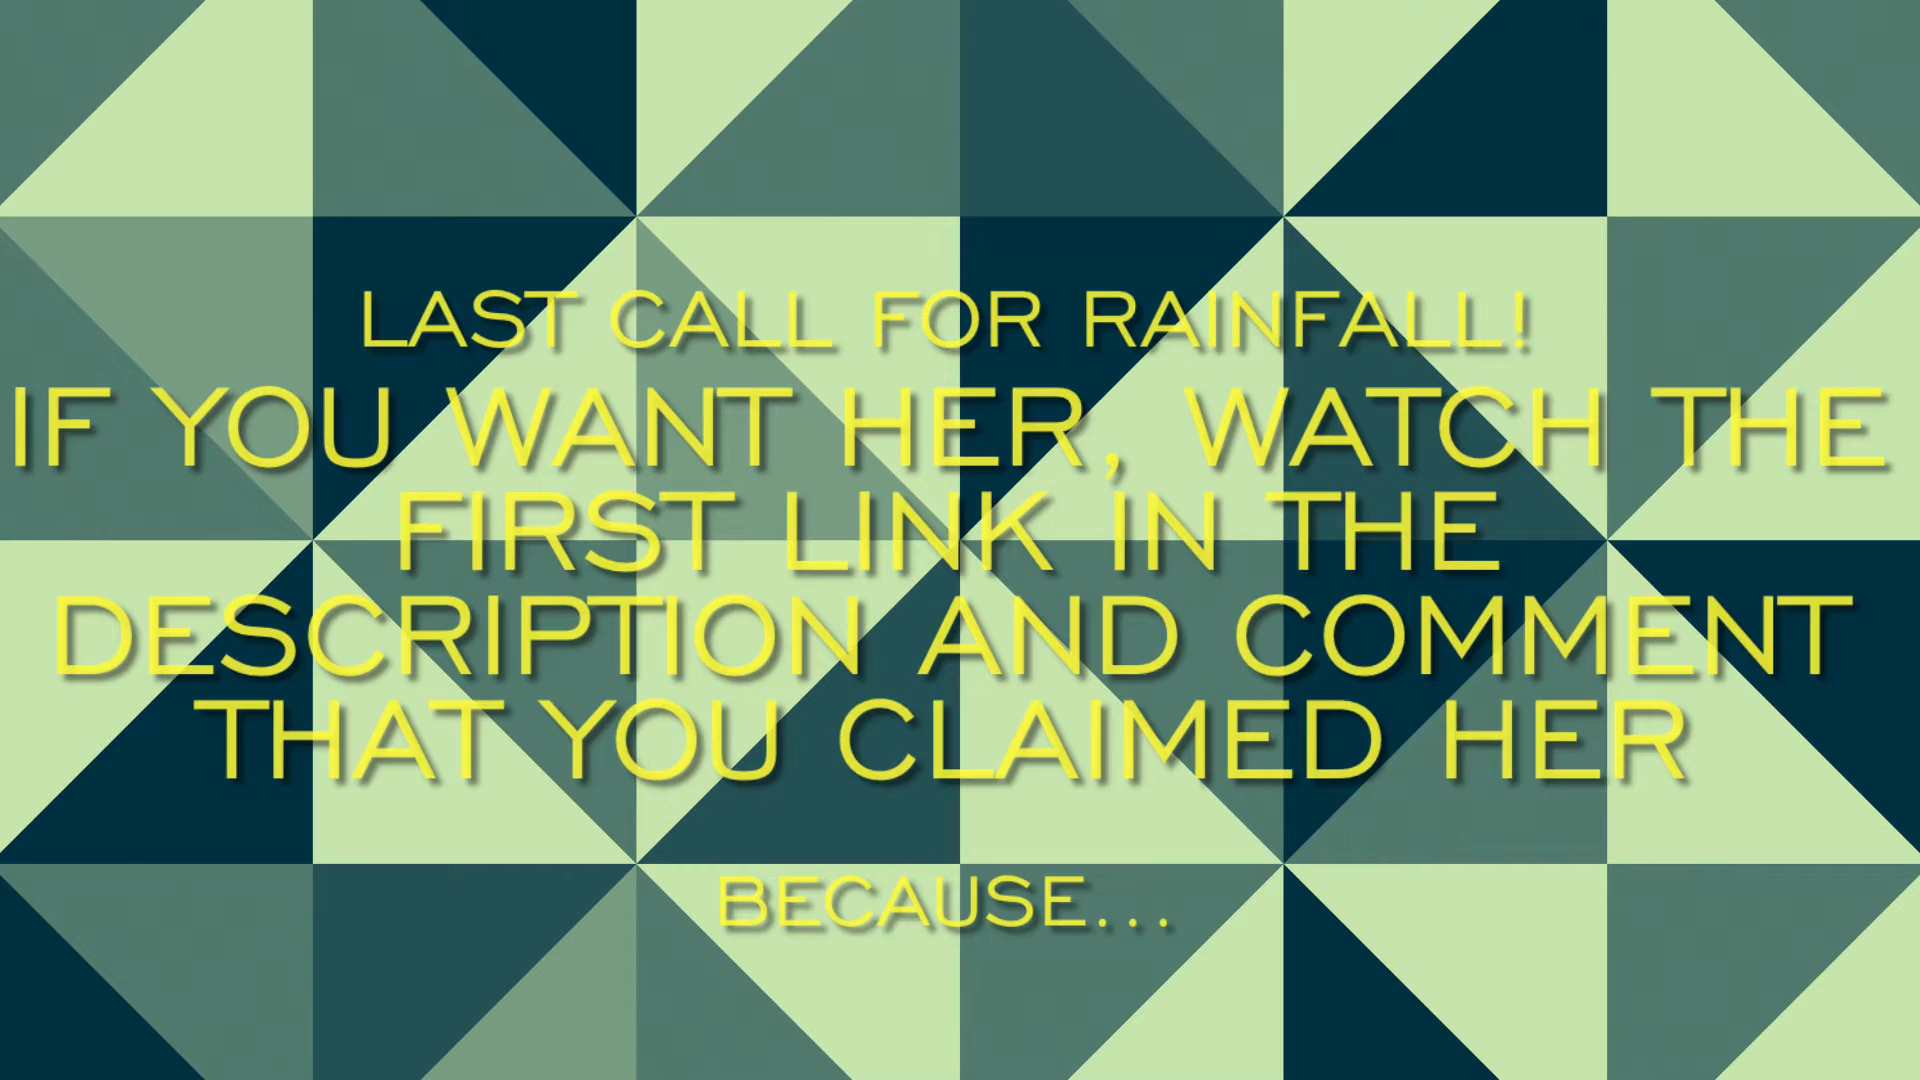 LAST CALL FOR RAINFALL!
IF YOU WANT HER, WATCH THE
FIRST LINK IN THE
DESCRIPTION AND COMMENT
THAT YOU CLAIMED HER
BECAUSE...